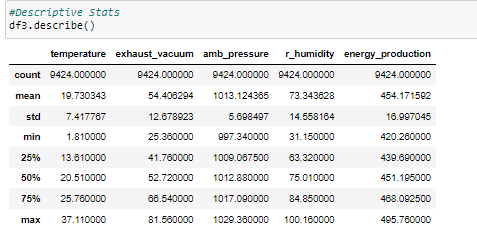 #Descriptive Stats
df3.describe()
temperature exhaust_vacuum amb_pressure r_humidity energy_production
count 9424.000000 9424.000000 9424.000000 9424.000000 9424.000000
mean 19.730343 54.406294 1013.124365 73.343628 454.171592
std 7.417767 12.678923 5.698497 14.558164 16.997045
min 1.810000 25.360000 997.340000 31.150000 420.260000
25% 13.610000 41.760000 1009.067500 63.320000 439.690000
50% 20.510000 52.720000 1012.880000 75.010000 451.195000
75% 25.760000 66.540000 1017.090000 84.850000 468.092500
max 37.110000 81.560000 1029.360000 100.160000 495.760000